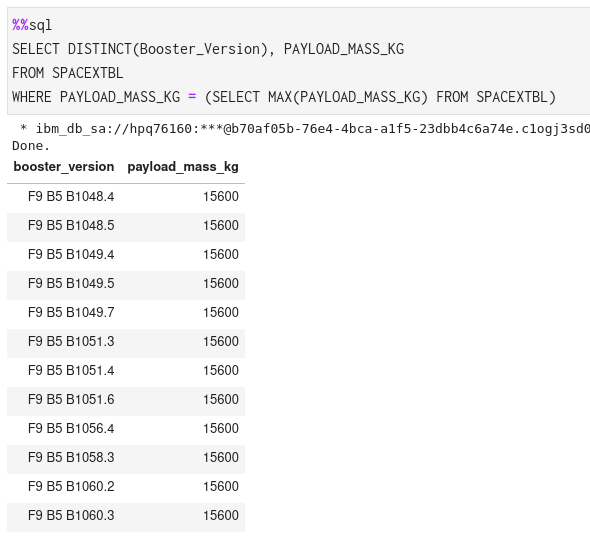 %%sql
SELECT DISTINCT(Booster_Version), PAYLOAD_MASS_KG
FROM SPACEXTBL
WHERE PAYLOAD_MASS_KG = (SELECT MAX(PAYLOAD_MASS_KG) FROM SPACEXTBL)
* ibm_db_sa://hpq76160:***@b70af05b-76e4-4bca-a1f5-23dbb4c6a74e.c1ogj3sd0
Done.
booster_version payload_mass_kg
F9 B5 B1048.4 15600
F9 B5 B1048.5 15600
F9 B5 B1049.4 15600
F9 B5 B1049.5 15600
F9 B5 B1049.7 15600
F9 B5 B1051.3 15600
F9 B5 B1051.4 15600
F9 B5 B1051.6 15600
F9 B5 B1056.4 15600
F9 B5 B1058.3 15600
F9 B5 B1060.2 15600
F9 B5 B1060.3 15600